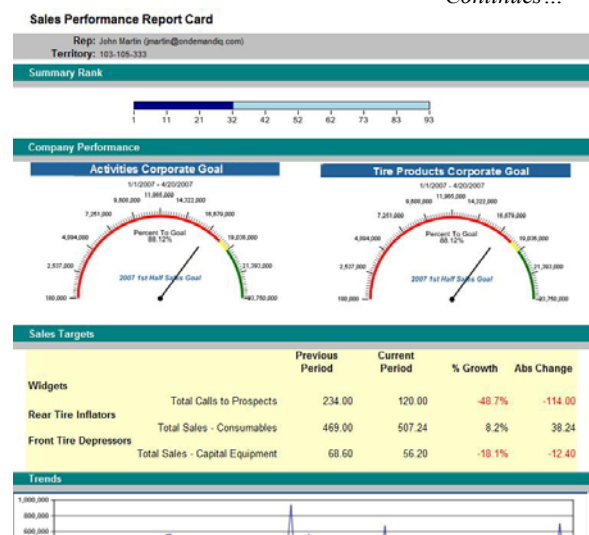 Continues…
Sales Performance Report Card
Rep: John Martin (jmartin@ondemandiq.com)
Territory: 103-105-333
Summary Rank
1 11 21 32 42 52 62 73 83 93
Company Performance
Activities Corporate Goal
1/1/2007 - 4/20/2007
11,965,000
9,608,000 14,322,000
7,251,000 16,679,000
Percent To Goal
88.12%
4,894,000 19,036,000
2,537,000 21,393,000
2007 1st Half Sales Goal
180,000 23,750,000
Tire Products Corporate Goal
1/1/2007 - 4/20/2007
11,965,000
9,608,000 14,322,000
7,251,000 16,679,000
Percent To Goal
88.12%
4,894,000 19,036,000
2,537,000 21,393,000
2007 1st Half Sales Goal
180,000 23,750,000
Sales Targets
Previous Period Current Period % Growth Abs Change
Widgets
Total Calls to Prospects 234.00 120.00 -48.7% -114.00
Rear Tire Inflators
Total Sales - Consumables 469.00 507.24 8.2% 38.24
Front Tire Depressors
Total Sales - Capital Equipment 68.60 56.20 -18.1% -12.40
Trends
1,000,000
800,000
600,000